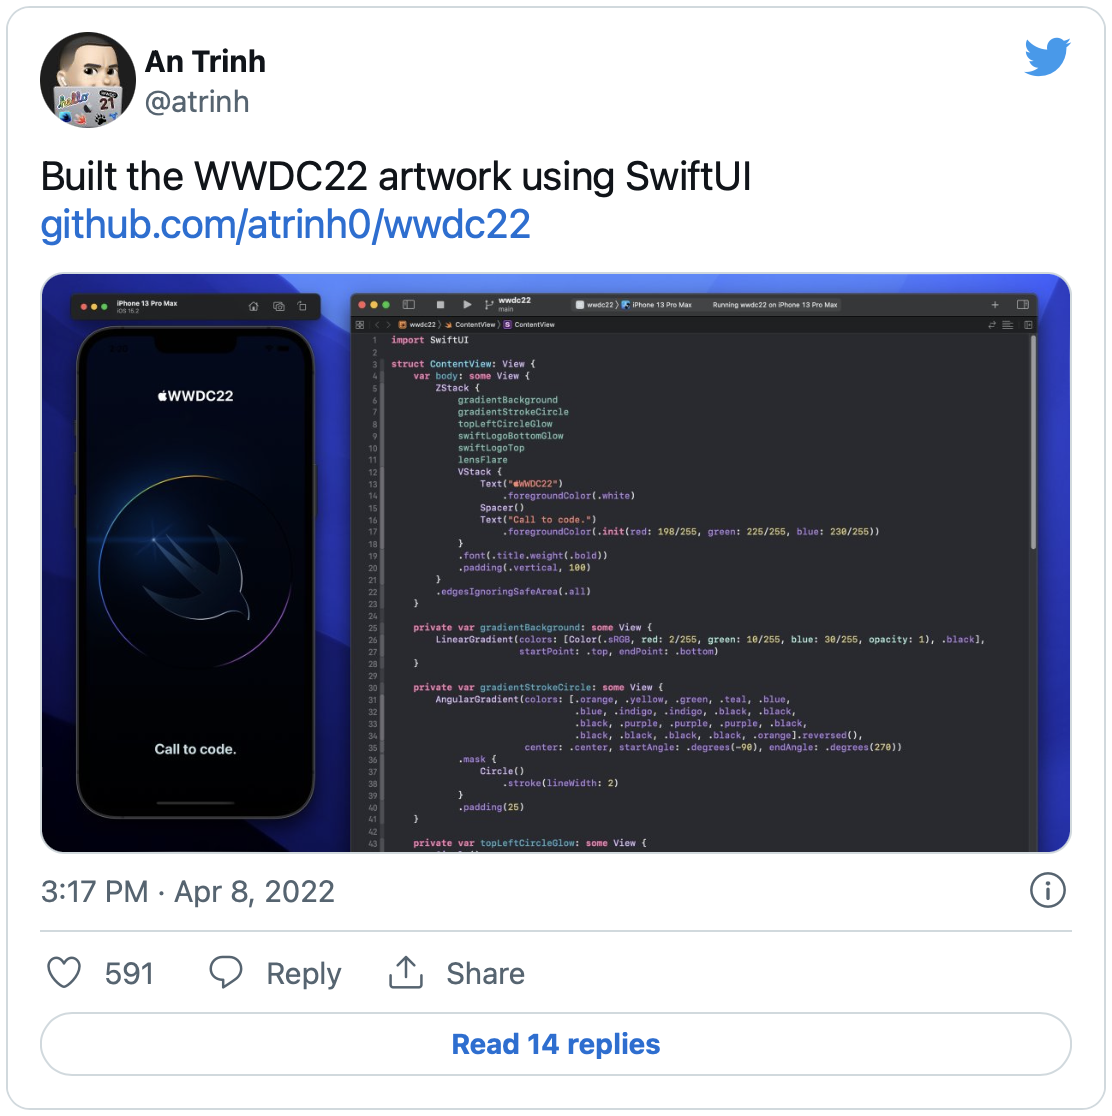 An Trinh
@atrinh
hello
21
Built the WWDC22 artwork using SwiftUI
github.com/atrinh0/wwdc22
iPhone 13 Pro Max
iOS 15.2
WWDC22
Call to code.
wwdc22
main
wwdc22 〉 iPhone 13 Pro Max
Running wwdc22 on iPhone 13 Pro Max
wwdc22 〉 ContentView 〉 S ContentView
1 import SwiftUI
2
3 struct ContentView: View {
4 var body: some View {
5 ZStack {
6 gradientBackground
7 gradientStrokeCircle
8 topLeftCircleGlow
9 swiftLogoBottomGlow
10 swiftLogoTop
11 lensFlare
12 VStack {
13 Text("WWDC22")
14 .foregroundColor(.white)
15 Spacer()
16 Text("Call to code.")
17 .foregroundColor(.init(red: 198/255, green: 225/255, blue: 230/255))
18 }
19 .font(.title.weight(.bold))
20 .padding(.vertical, 100)
21 }
22 .edgesIgnoringSafeArea(.all)
23 }
24
25 private var gradientBackground: some View {
26 LinearGradient(colors: [Color(.sRGB, red: 2/255, green: 10/255, blue: 30/255, opacity: 1), .black],
27 startPoint: .top, endPoint: .bottom)
28 }
29
30 private var gradientStrokeCircle: some View {
31 AngularGradient(colors: [.orange, .yellow, .green, .teal, .blue,
32 .blue, .indigo, .indigo, .black, .black,
33 .black, .purple, .purple, .purple, .black,
34 .black, .black, .black, .black, .orange].reversed(),
35 center: .center, startAngle: .degrees(-90), endAngle: .degrees(270))
36 .mask {
37 Circle()
38 .stroke(lineWidth: 2)
39 }
40 .padding(25)
41 }
42
43 private var topLeftCircleGlow: some View {
3:17 PM · Apr 8, 2022
591
Reply
Share
Read 14 replies